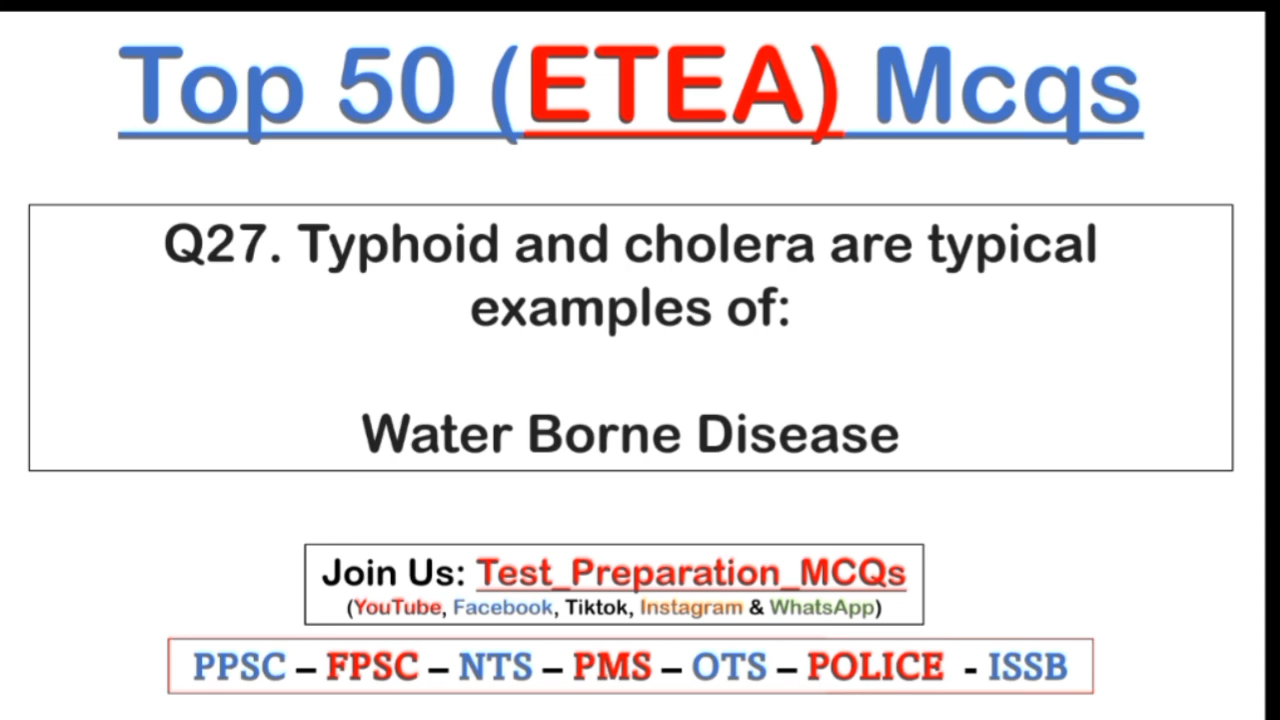 Top 50 (ETEA) Mcqs
Q27. Typhoid and cholera are typical
examples of:
Water Borne Disease
Join Us: Test_Preparation_MCQs
(YouTube, Facebook, Tiktok, Instagram & WhatsApp)
PPSC – FPSC – NTS – PMS – OTS – POLICE - ISSB